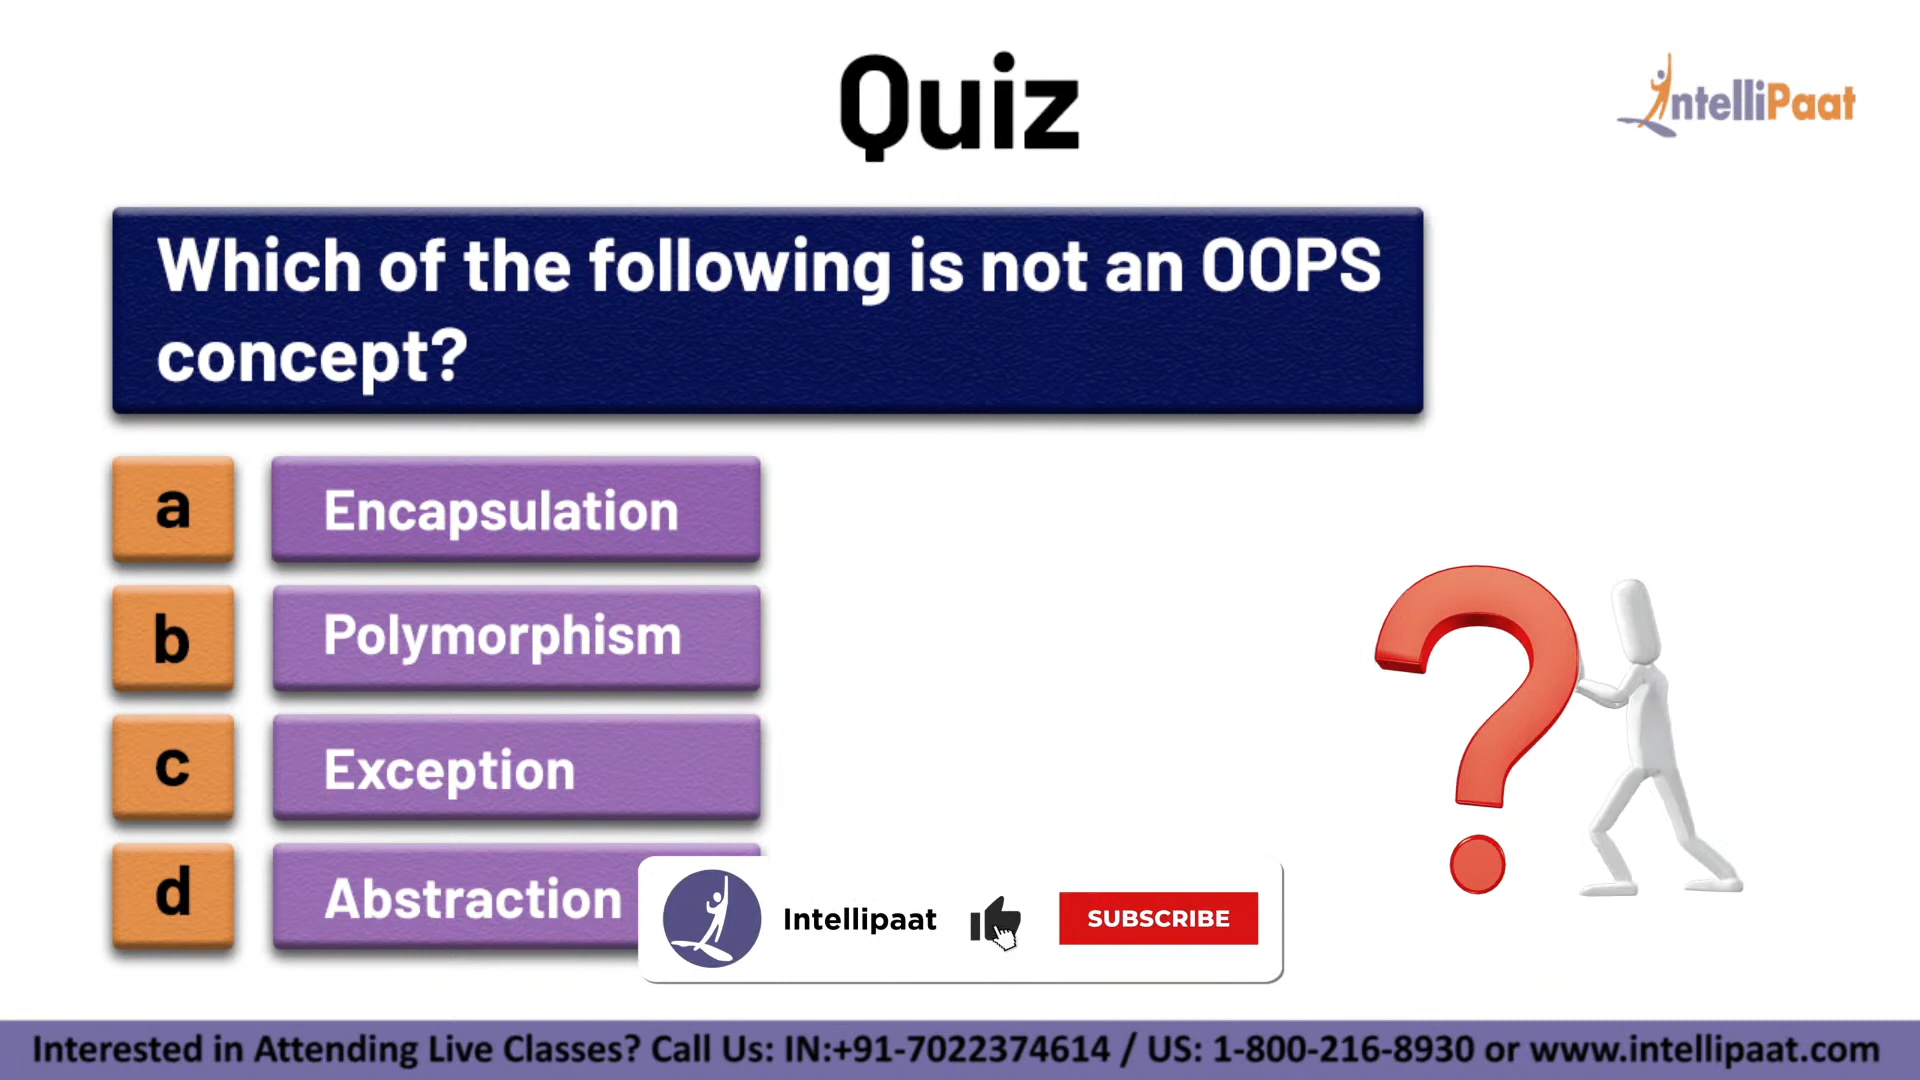 Quiz
IntelliPaat
Which of the following is not an OOPS
concept?
a
Encapsulation
b
Polymorphism
c
Exception
d
Abstraction
Intellipaat
SUBSCRIBE
Interested in Attending Live Classes? Call Us: IN:+91-7022374614 / US: 1-800-216-8930 or www.intellipaat.com